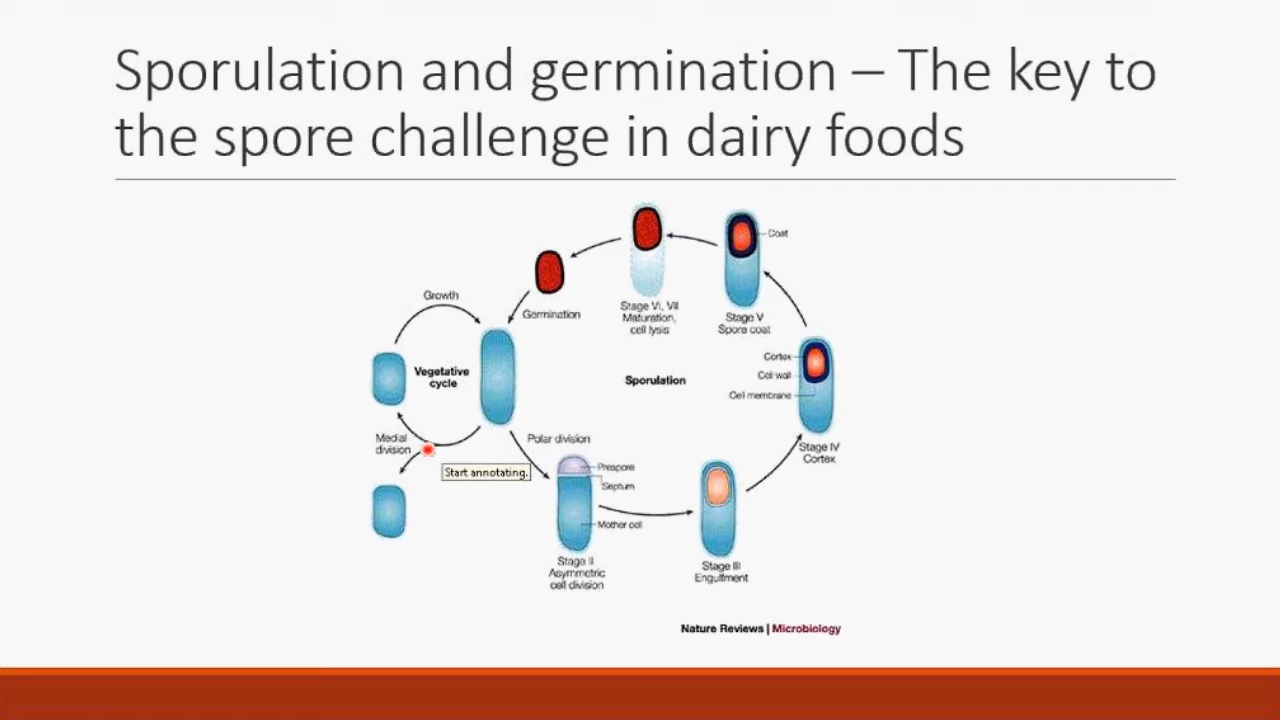 Sporulation and germination – The key to
the spore challenge in dairy foods
Coat
Growth
Germination
Stage VI, VII
Maturation,
cell lysis
Stage V
Spore coat
Vegetative
cycle
Sporulation
Cortex
Cell wall
Cell membrane
Medial
division
Polar division
Stage IV
Cortex
Start annotating.
Prespore
Septum
Mother cell
Stage II
Asymmetric
cell division
Stage III
Engulfment
Nature Reviews | Microbiology